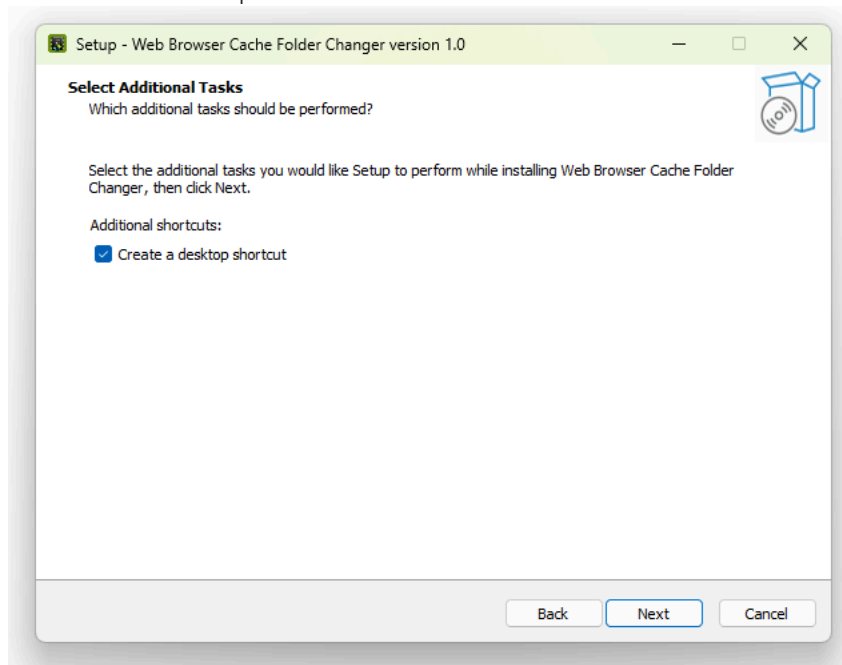 Setup - Web Browser Cache Folder Changer version 1.0
Select Additional Tasks
Which additional tasks should be performed?
Select the additional tasks you would like Setup to perform while installing Web Browser Cache Folder
Changer, then click Next.
Additional shortcuts:
Create a desktop shortcut
Back Next Cancel